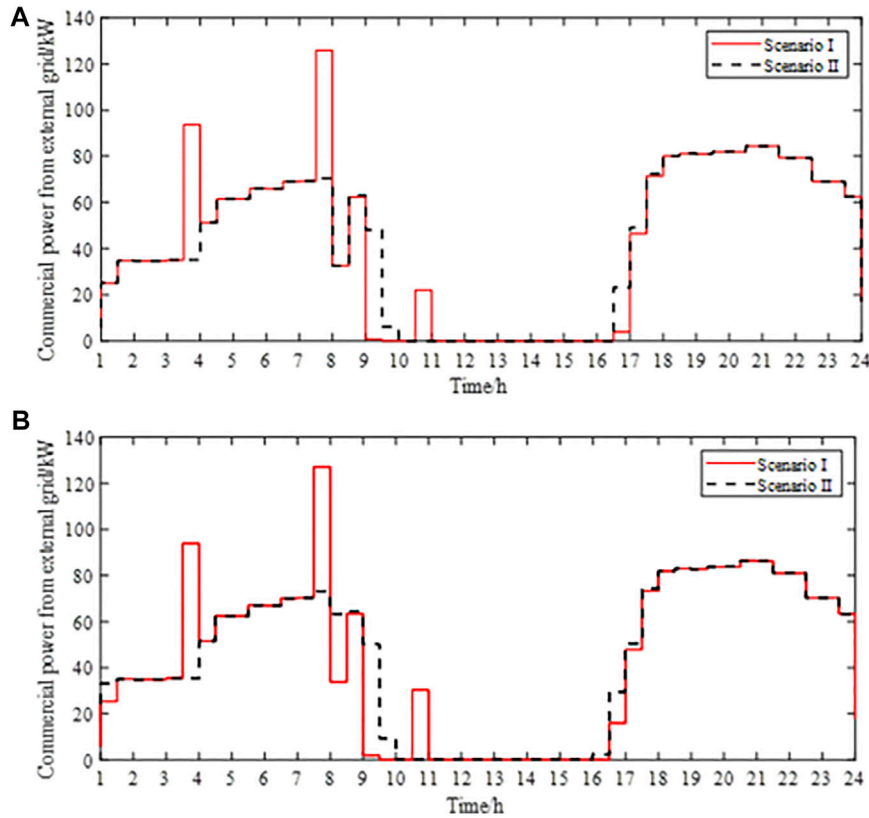 A
Commercial power from external grid/kW
140
120
100
80
60
40
20
0
Scenario I
Scenario II
1 2 3 4 5 6 7 8 9 10 11 12 13 14 15 16 17 18 19 20 21 22 23 24
Time/h
B
Commercial power from external grid/kW
140
120
100
80
60
40
20
0
Scenario I
Scenario II
1 2 3 4 5 6 7 8 9 10 11 12 13 14 15 16 17 18 19 20 21 22 23 24
Time/h